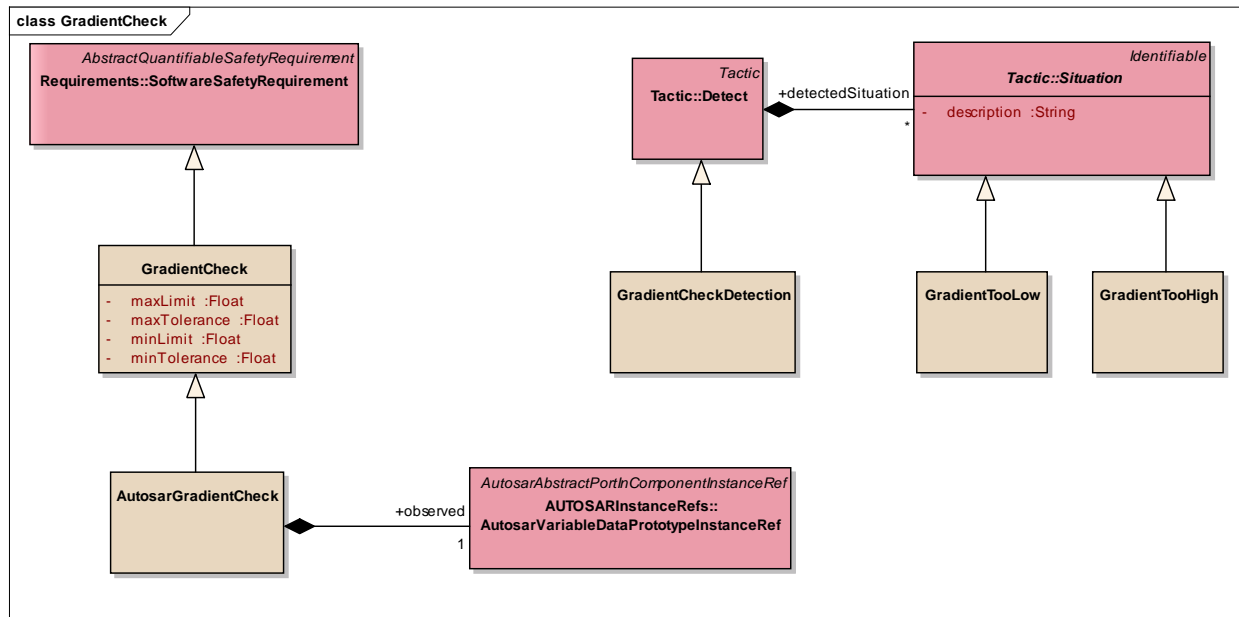 class GradientCheck
AbstractQuantifiableSafetyRequirement
Requirements::SoftwareSafetyRequirement
Tactic
Tactic::Detect
+detectedSituation
*
Identifiable
Tactic::Situation
- description :String
GradientCheck
- maxLimit :Float
- maxTolerance :Float
- minLimit :Float
- minTolerance :Float
GradientCheckDetection
GradientTooLow
GradientTooHigh
AutosarGradientCheck
+observed
1
AutosarAbstractPortInComponentInstanceRef
AUTOSARInstanceRefs::
AutosarVariableDataPrototypeInstanceRef